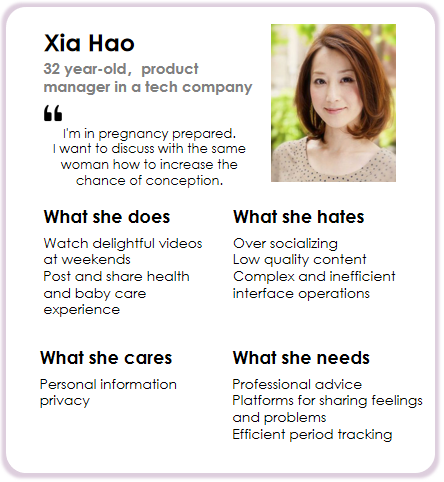 Xia Hao
32 year-old，product
manager in a tech company
“
I'm in pregnancy prepared.
I want to discuss with the same
woman how to increase the
chance of conception.
What she does
Watch delightful videos
at weekends
Post and share health
and baby care
experience
What she hates
Over socializing
Low quality content
Complex and inefficient
interface operations
What she cares
Personal information
privacy
What she needs
Professional advice
Platforms for sharing feelings
and problems
Efficient period tracking